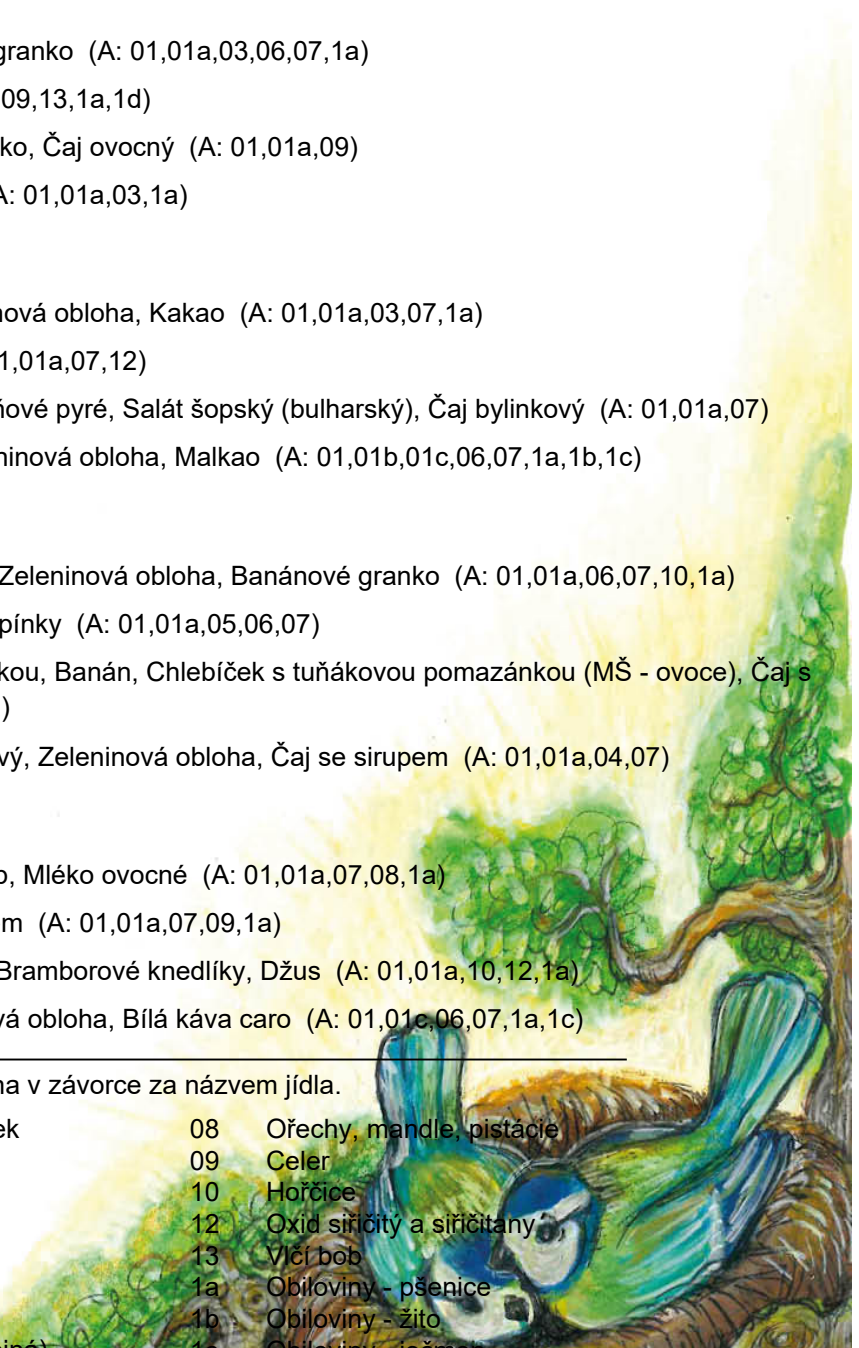 granko (A: 01,01a,03,06,07,1a)
09,13,1a,1d)
ko, Čaj ovocný (A: 01,01a,09)
A: 01,01a,03,1a)
nová obloha, Kakao (A: 01,01a,03,07,1a)
1,01a,07,12)
ňové pyré, Salát šopský (bulharský), Čaj bylinkový (A: 01,01a,07)
ninová obloha, Malkao (A: 01,01b,01c,06,07,1a,1b,1c)
Zeleninová obloha, Banánové granko (A: 01,01a,06,07,10,1a)
pínky (A: 01,01a,05,06,07)
kou, Banán, Chlebíček s tuňákovou pomazánkou (MŠ - ovoce), Čaj s
)
vý, Zeleninová obloha, Čaj se sirupem (A: 01,01a,04,07)
o, Mléko ovocné (A: 01,01a,07,08,1a)
m (A: 01,01a,07,09,1a)
Bramborové knedlíky, Džus (A: 01,01a,10,12,1a)
vá obloha, Bílá káva caro (A: 01,01c,06,07,1a,1c)
na v závorce za názvem jídla.
ek 08 Ořechy, mandle, pistácie
09 Celer
10 Hořčice
12 Oxid siřičitý a siřičitany
13 Vlčí bob
1a Obiloviny - pšenice
1b Obiloviny - žito
1c Obiloviny - ječmen